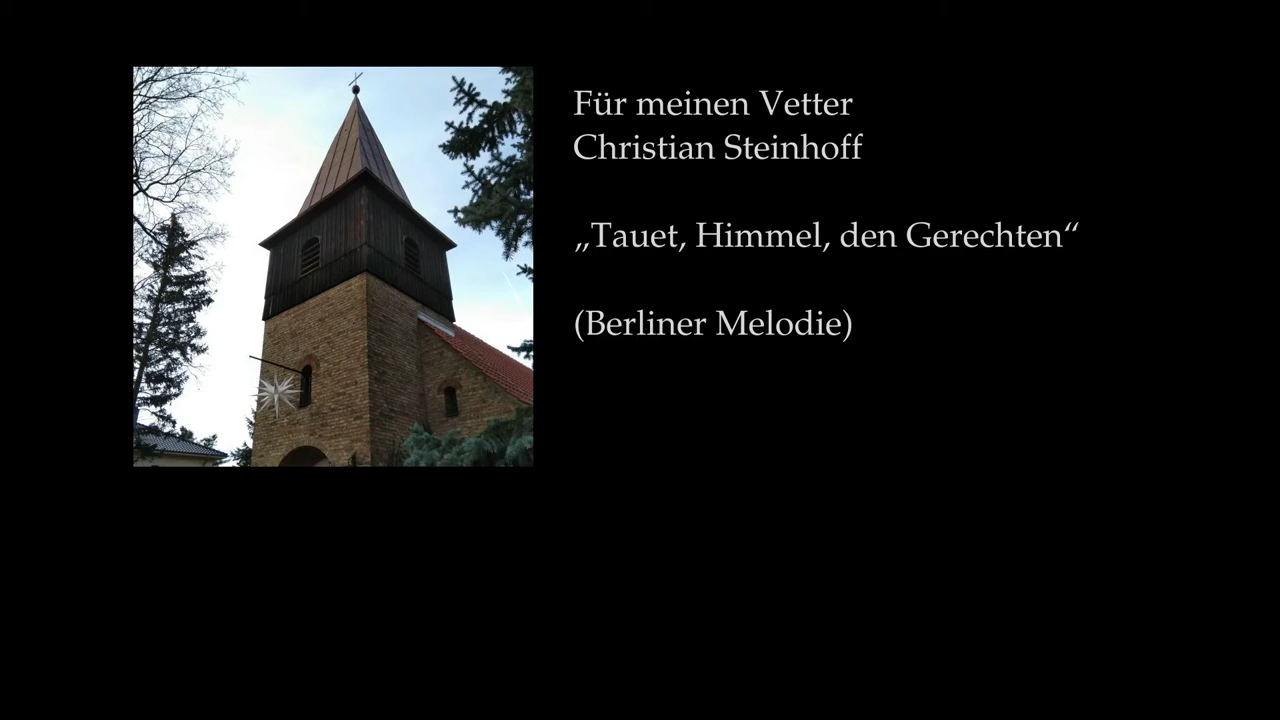 Für meinen Vetter
Christian Steinhoff
„Tauet, Himmel, den Gerechten“
(Berliner Melodie)